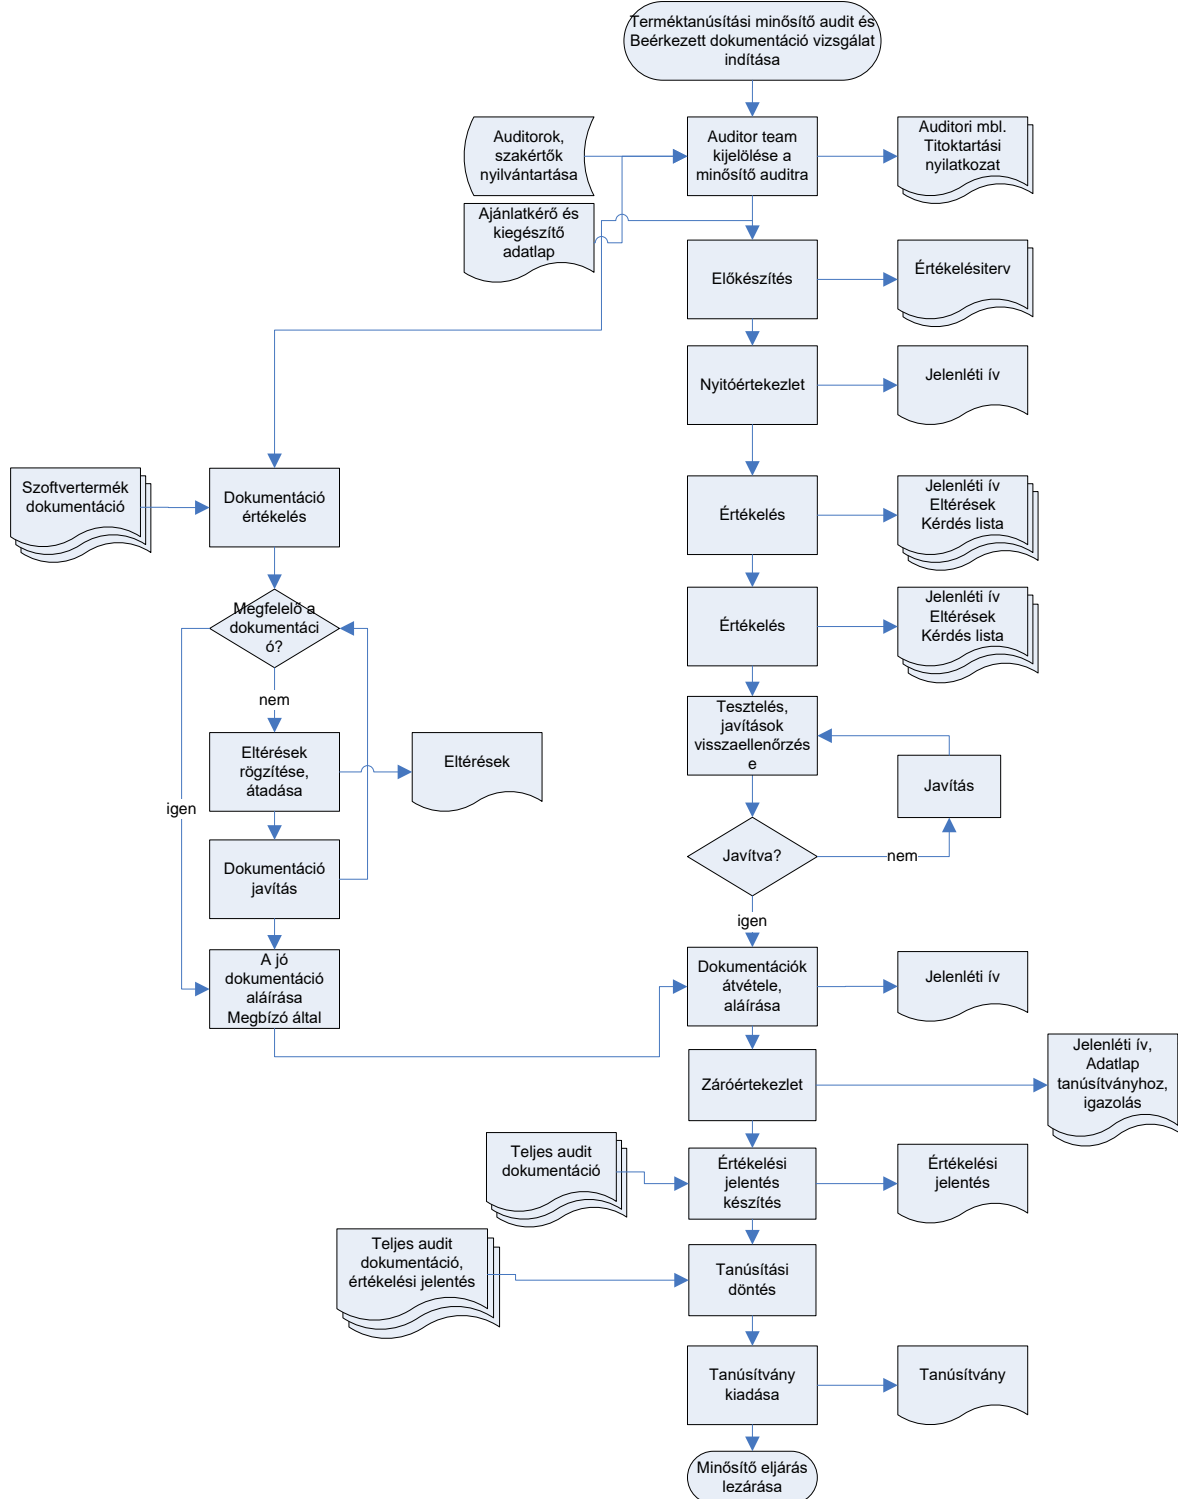 Terméktanúsítási minősítő audit és
Beérkezett dokumentáció vizsgálat
indítása
Auditorok,
szakértők
nyilvántartása
Auditor team
kijelölése a
minősítő auditra
Auditori mbl.
Titoktartási
nyilatkozat
Ajánlatkérő és
kiegészítő
adatlap
Előkészítés
Értékelésiterv
Nyitóértekezlet
Jelenléti ív
Szoftvertermék
dokumentáció
Dokumentáció
értékelés
Értékelés
Jelenléti ív
Eltérések
Kérdés lista
Megfelelő a
dokumentáci
ó?
Értékelés
Jelenléti ív
Eltérések
Kérdés lista
nem
Tesztelés,
javítások
visszaellenőrzés
e
Eltérések
rögzítése,
átadása
Eltérések
Javítás
igen
Dokumentáció
javítás
Javítva?
nem
igen
A jó
dokumentáció
aláírása
Megbízó által
Dokumentációk
átvétele,
aláírása
Jelenléti ív
Záróértekezlet
Jelenléti ív,
Adatlap
tanúsítványhoz,
igazolás
Teljes audit
dokumentáció
Értékelési
jelentés
készítés
Értékelési
jelentés
Teljes audit
dokumentáció,
értékelési jelentés
Tanúsítási
döntés
Tanúsítvány
kiadása
Tanúsítvány
Minősítő eljárás
lezárása